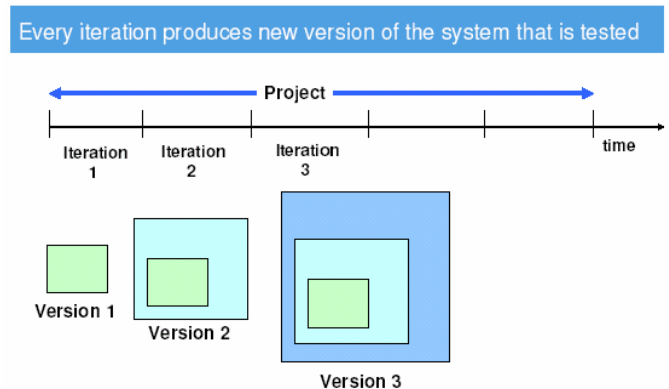 Every iteration produces new version of the system that is tested
Project
time
Iteration
1
Iteration
2
Iteration
3
Version 1
Version 2
Version 3